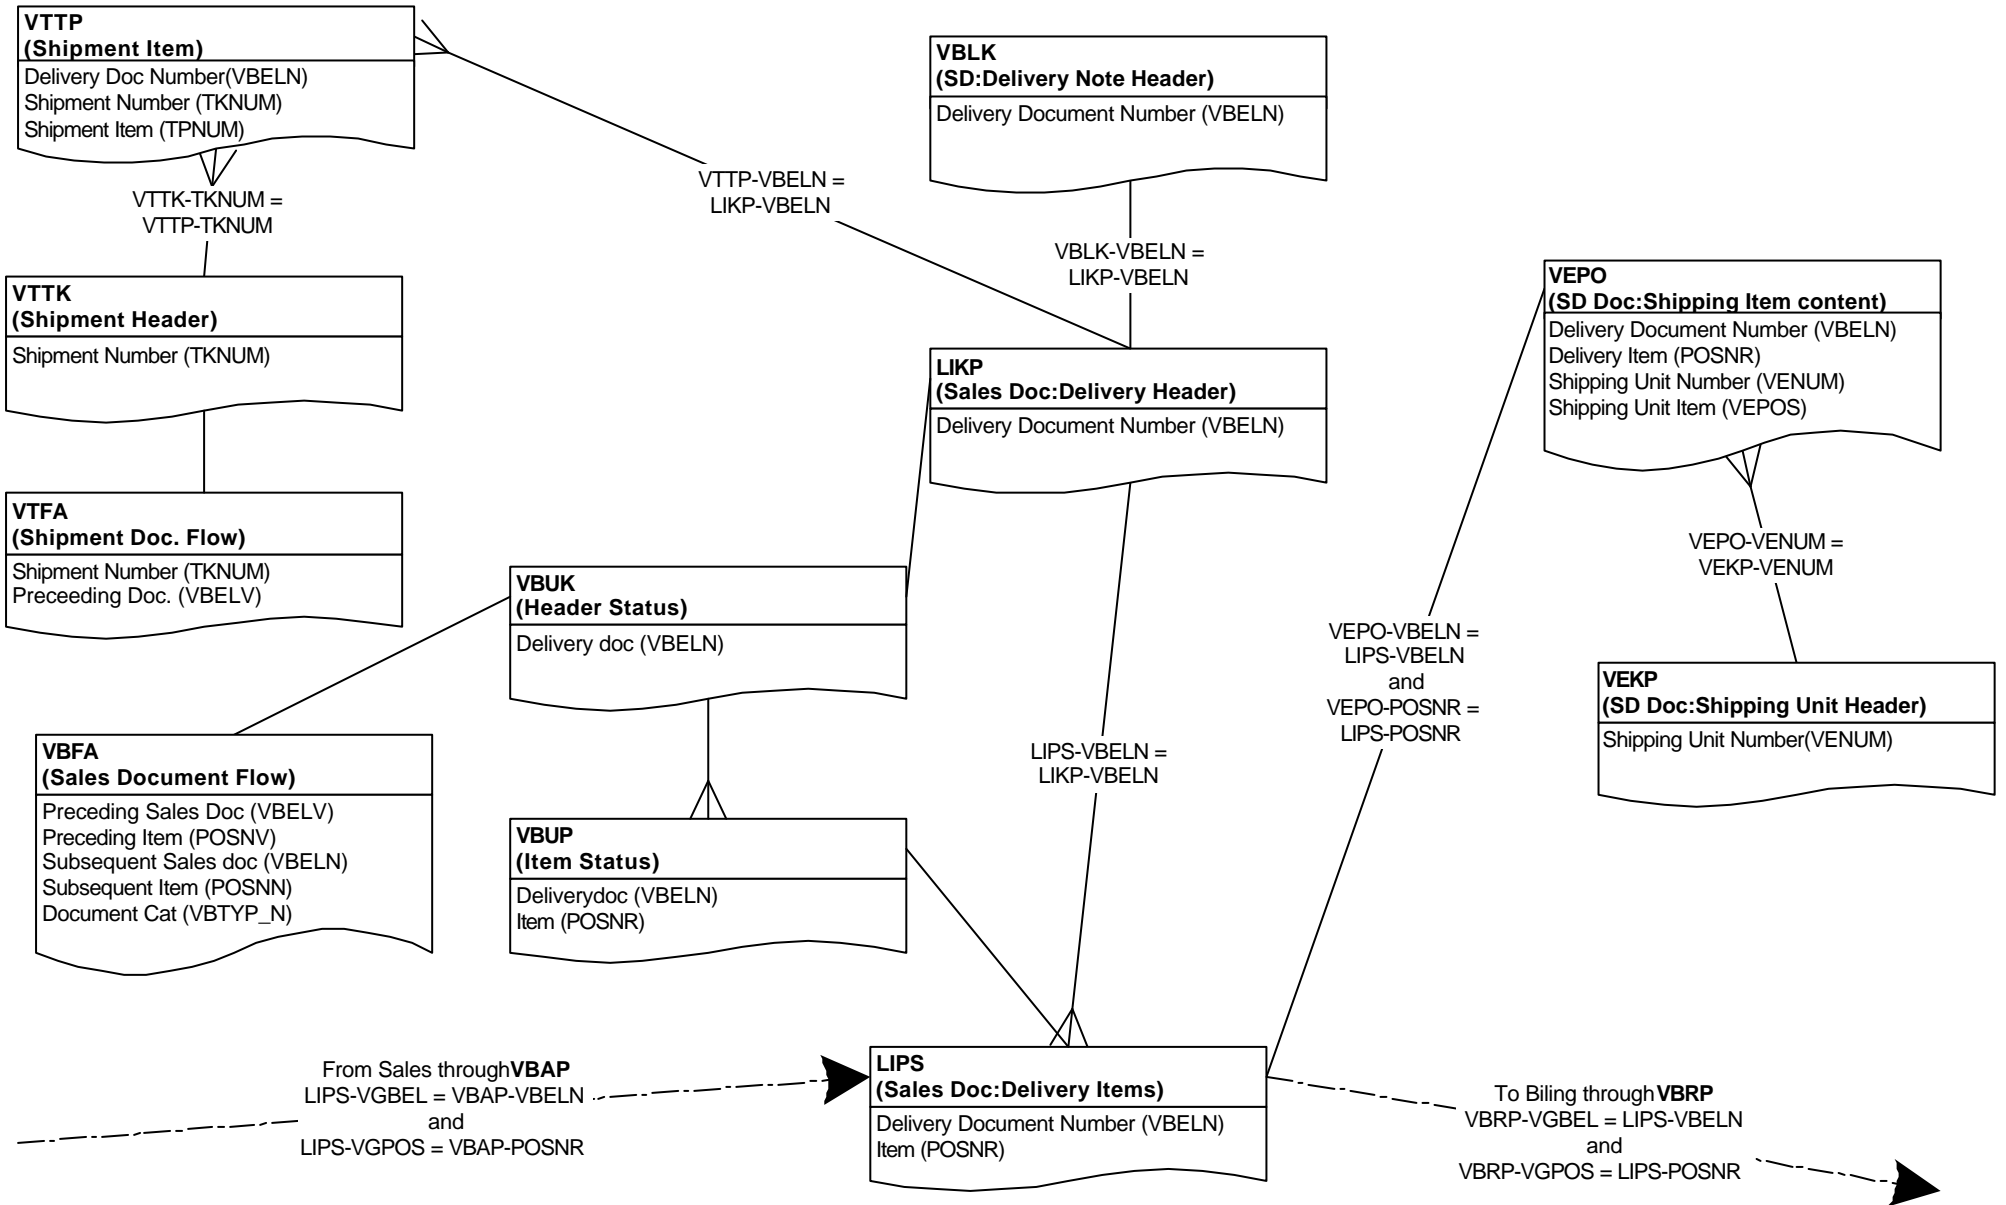 VTTP
(Shipment Item)
Delivery Doc Number(VBELN)
Shipment Number (TKNUM)
Shipment Item (TPNUM)
VTTK-TKNUM =
VTTP-TKNUM
VTTK
(Shipment Header)
Shipment Number (TKNUM)
VTFA
(Shipment Doc. Flow)
Shipment Number (TKNUM)
Preceeding Doc. (VBELV)
VTTP-VBELN =
LIKP-VBELN
VBLK
(SD:Delivery Note Header)
Delivery Document Number (VBELN)
VBLK-VBELN =
LIKP-VBELN
LIKP
(Sales Doc:Delivery Header)
Delivery Document Number (VBELN)
VEPO
(SD Doc:Shipping Item content)
Delivery Document Number (VBELN)
Delivery Item (POSNR)
Shipping Unit Number (VENUM)
Shipping Unit Item (VEPOS)
VEPO-VENUM =
VEKP-VENUM
VEKP
(SD Doc:Shipping Unit Header)
Shipping Unit Number(VENUM)
VBUK
(Header Status)
Delivery doc (VBELN)
VBFA
(Sales Document Flow)
Preceding Sales Doc (VBELV)
Preceding Item (POSNV)
Subsequent Sales doc (VBELN)
Subsequent Item (POSNN)
Document Cat (VBTYP_N)
VBUP
(Item Status)
Deliverydoc (VBELN)
Item (POSNR)
LIPS-VBELN =
LIKP-VBELN
VEPO-VBELN =
LIPS-VBELN
and
VEPO-POSNR =
LIPS-POSNR
From Sales through VBAP
LIPS-VGBEL = VBAP-VBELN
and
LIPS-VGPOS = VBAP-POSNR
LIPS
(Sales Doc:Delivery Items)
Delivery Document Number (VBELN)
Item (POSNR)
To Biling through VBRP
VBRP-VGBEL = LIPS-VBELN
and
VBRP-VGPOS = LIPS-POSNR